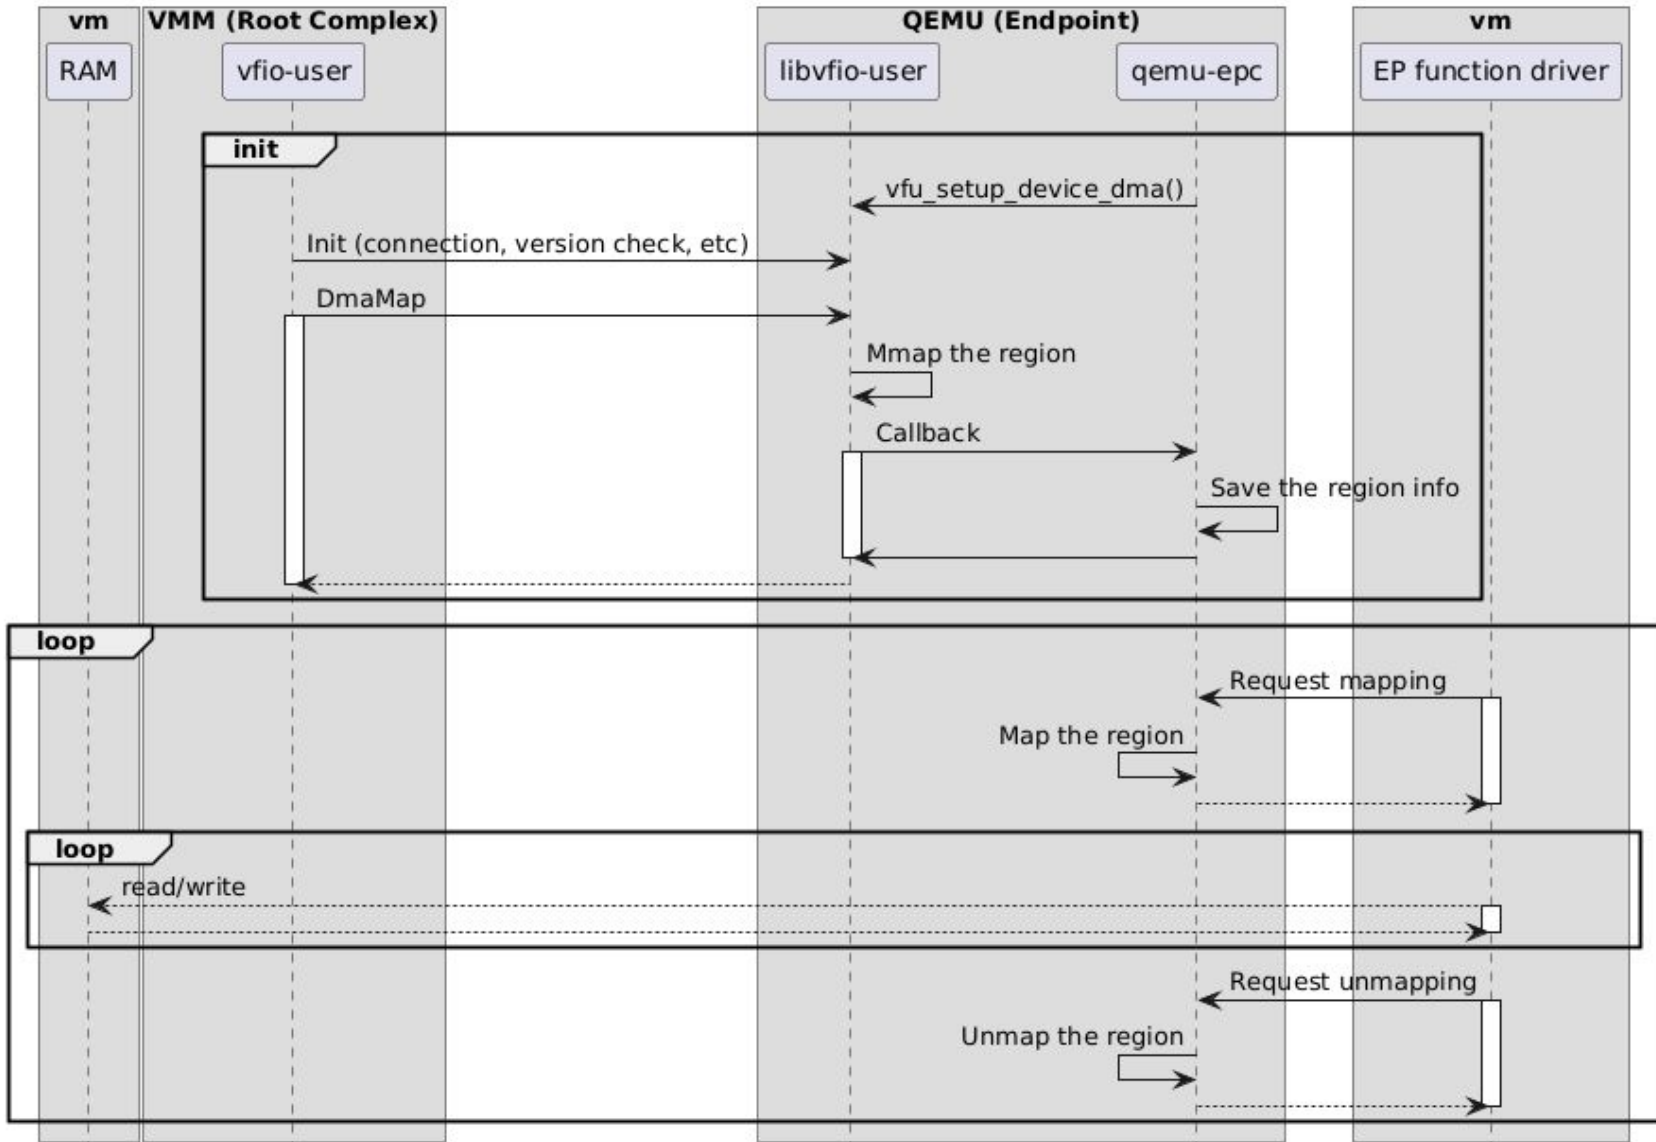 vm
VMM (Root Complex)
QEMU (Endpoint)
vm
RAM
vfio-user
libvfio-user
qemu-epc
EP function driver
init
vfu_setup_device_dma()
Init (connection, version check, etc)
DmaMap
Mmap the region
Callback
Save the region info
loop
Request mapping
Map the region
loop
read/write
Request unmapping
Unmap the region